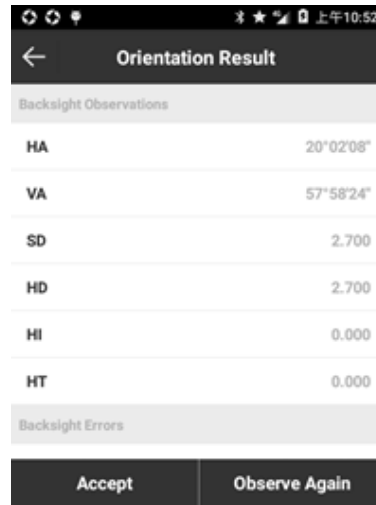 上午10:52
Orientation Result
Backsight Observations
HA 20°02'08"
VA 57°58'24"
SD 2.700
HD 2.700
HI 0.000
HT 0.000
Backsight Errors
Accept Observe Again